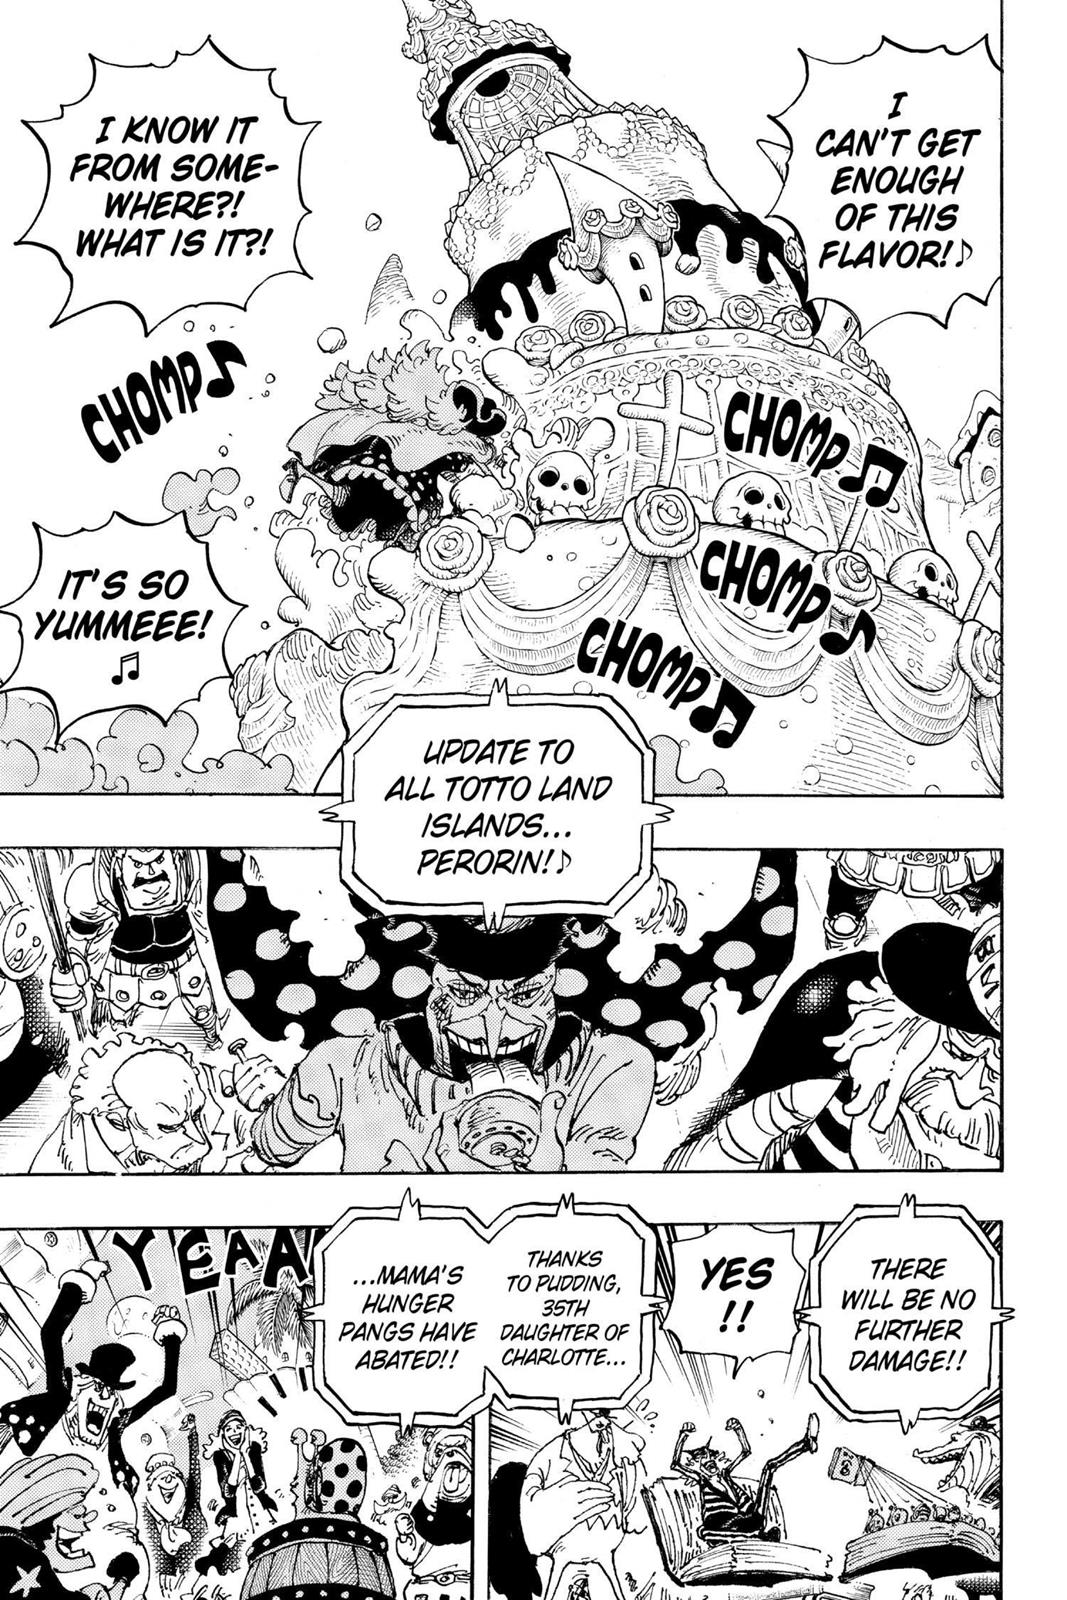 I
CAN'T GET
ENOUGH
OF THIS
FLAVOR!♪
I KNOW IT
FROM SOME-
WHERE?!
WHAT IS IT?!
CHOMP♪
CHOMP♫
CHOMP♪
CHOMP♫
IT'S SO
YUMMEEE!
♫
UPDATE TO
ALL TOTTO LAND
ISLANDS...
PERORIN!♪
THERE
WILL BE NO
FURTHER
DAMAGE!!
YES
!!
THANKS
TO PUDDING,
35TH
DAUGHTER OF
CHARLOTTE...
...MAMA'S
HUNGER
PANGS HAVE
ABATED!!
YEAA